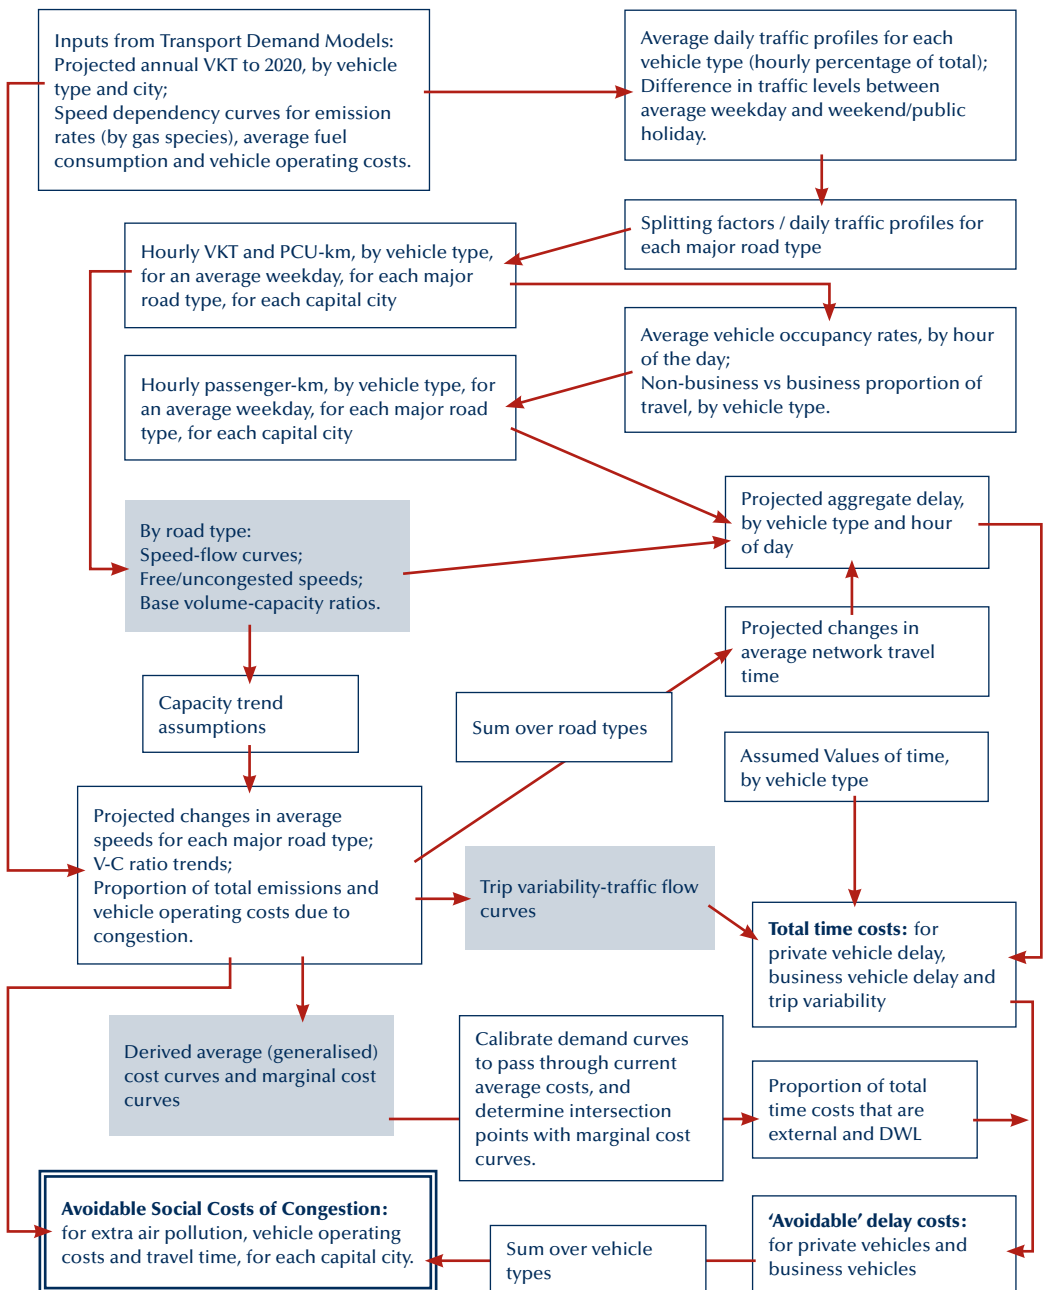 Inputs from Transport Demand Models:
Projected annual VKT to 2020, by vehicle
type and city;
Speed dependency curves for emission
rates (by gas species), average fuel
consumption and vehicle operating costs.
Average daily traffic profiles for each
vehicle type (hourly percentage of total);
Difference in traffic levels between
average weekday and weekend/public
holiday.
Splitting factors / daily traffic profiles for
each major road type
Hourly VKT and PCU-km, by vehicle type,
for an average weekday, for each major
road type, for each capital city
Average vehicle occupancy rates, by hour
of the day;
Non-business vs business proportion of
travel, by vehicle type.
Hourly passenger-km, by vehicle type, for
an average weekday, for each major road
type, for each capital city
Projected aggregate delay,
by vehicle type and hour
of day
By road type:
Speed-flow curves;
Free/uncongested speeds;
Base volume-capacity ratios.
Projected changes in
average network travel
time
Capacity trend
assumptions
Sum over road types
Assumed Values of time,
by vehicle type
Projected changes in average
speeds for each major road type;
V-C ratio trends;
Proportion of total emissions and
vehicle operating costs due to
congestion.
Trip variability-traffic flow
curves
Total time costs: for
private vehicle delay,
business vehicle delay and
trip variability
Derived average (generalised)
cost curves and marginal cost
curves
Calibrate demand curves
to pass through current
average costs, and
determine intersection
points with marginal cost
curves.
Proportion of total
time costs that are
external and DWL
Avoidable Social Costs of Congestion:
for extra air pollution, vehicle operating
costs and travel time, for each capital city.
Sum over vehicle
types
'Avoidable' delay costs:
for private vehicles and
business vehicles